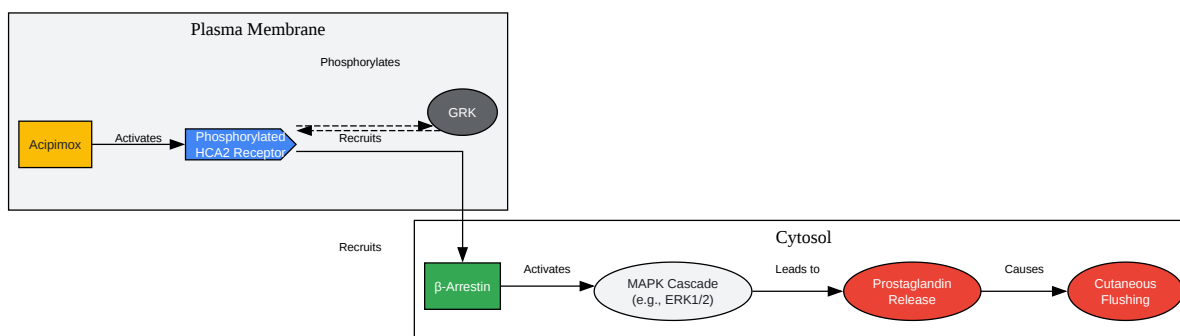 Plasma Membrane
Phosphorylates
GRK
Acipimox
Activates
Phosphorylated
HCA2 Receptor
Recruits
Recruits
Cytosol
β-Arrestin
Activates
MAPK Cascade
(e.g., ERK1/2)
Leads to
Prostaglandin
Release
Causes
Cutaneous
Flushing